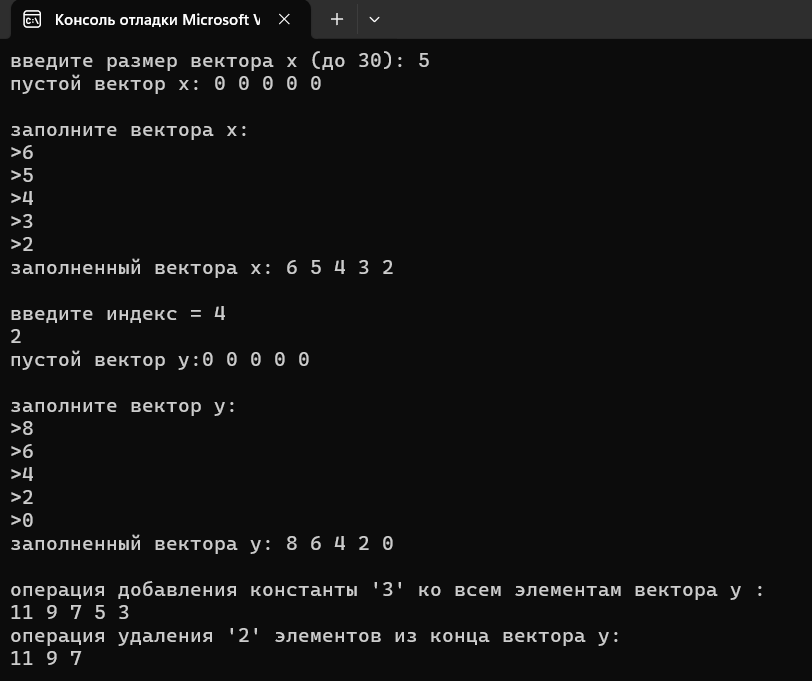 Консоль отладки Microsoft V
введите размер вектора x (до 30): 5
пустой вектор x: 0 0 0 0 0
заполните вектора x:
>6
>5
>4
>3
>2
заполненный вектора x: 6 5 4 3 2
введите индекс = 4
2
пустой вектор y:0 0 0 0 0
заполните вектор y:
>8
>6
>4
>2
>0
заполненный вектора y: 8 6 4 2 0
операция добавления константы '3' ко всем элементам вектора y :
11 9 7 5 3
операция удаления '2' элементов из конца вектора y:
11 9 7